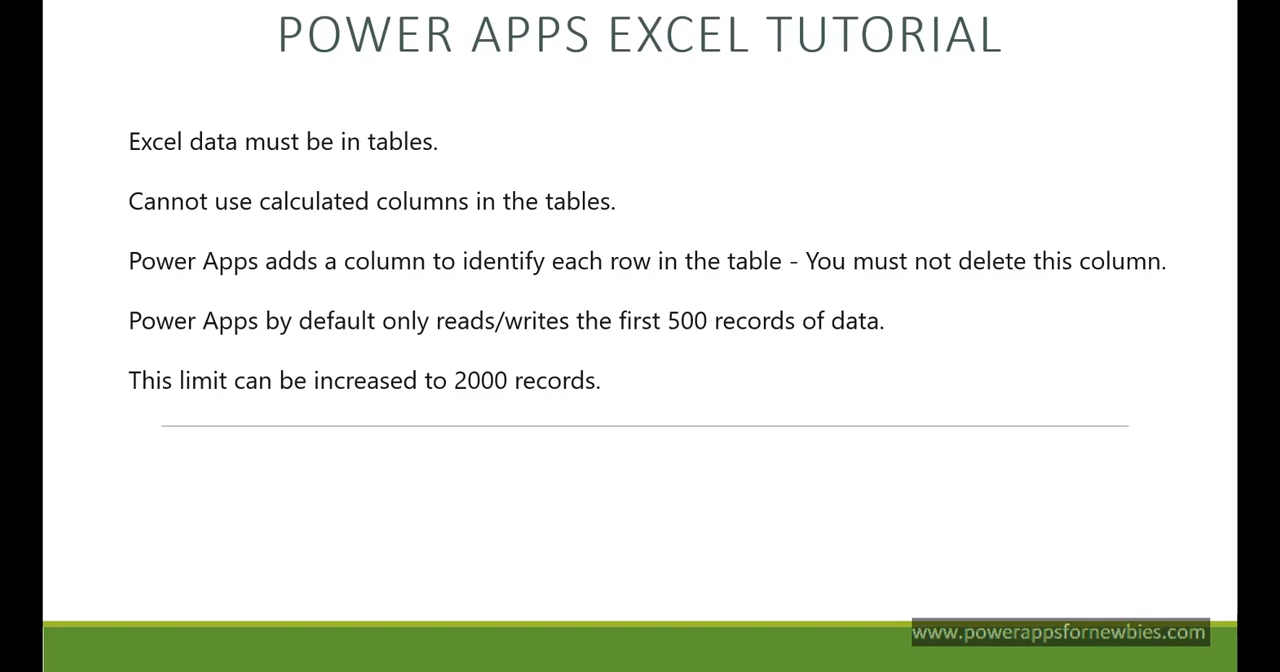 POWER APPS EXCEL TUTORIAL
Excel data must be in tables.
Cannot use calculated columns in the tables.
Power Apps adds a column to identify each row in the table - You must not delete this column.
Power Apps by default only reads/writes the first 500 records of data.
This limit can be increased to 2000 records.
www.powerappsfornewbies.com